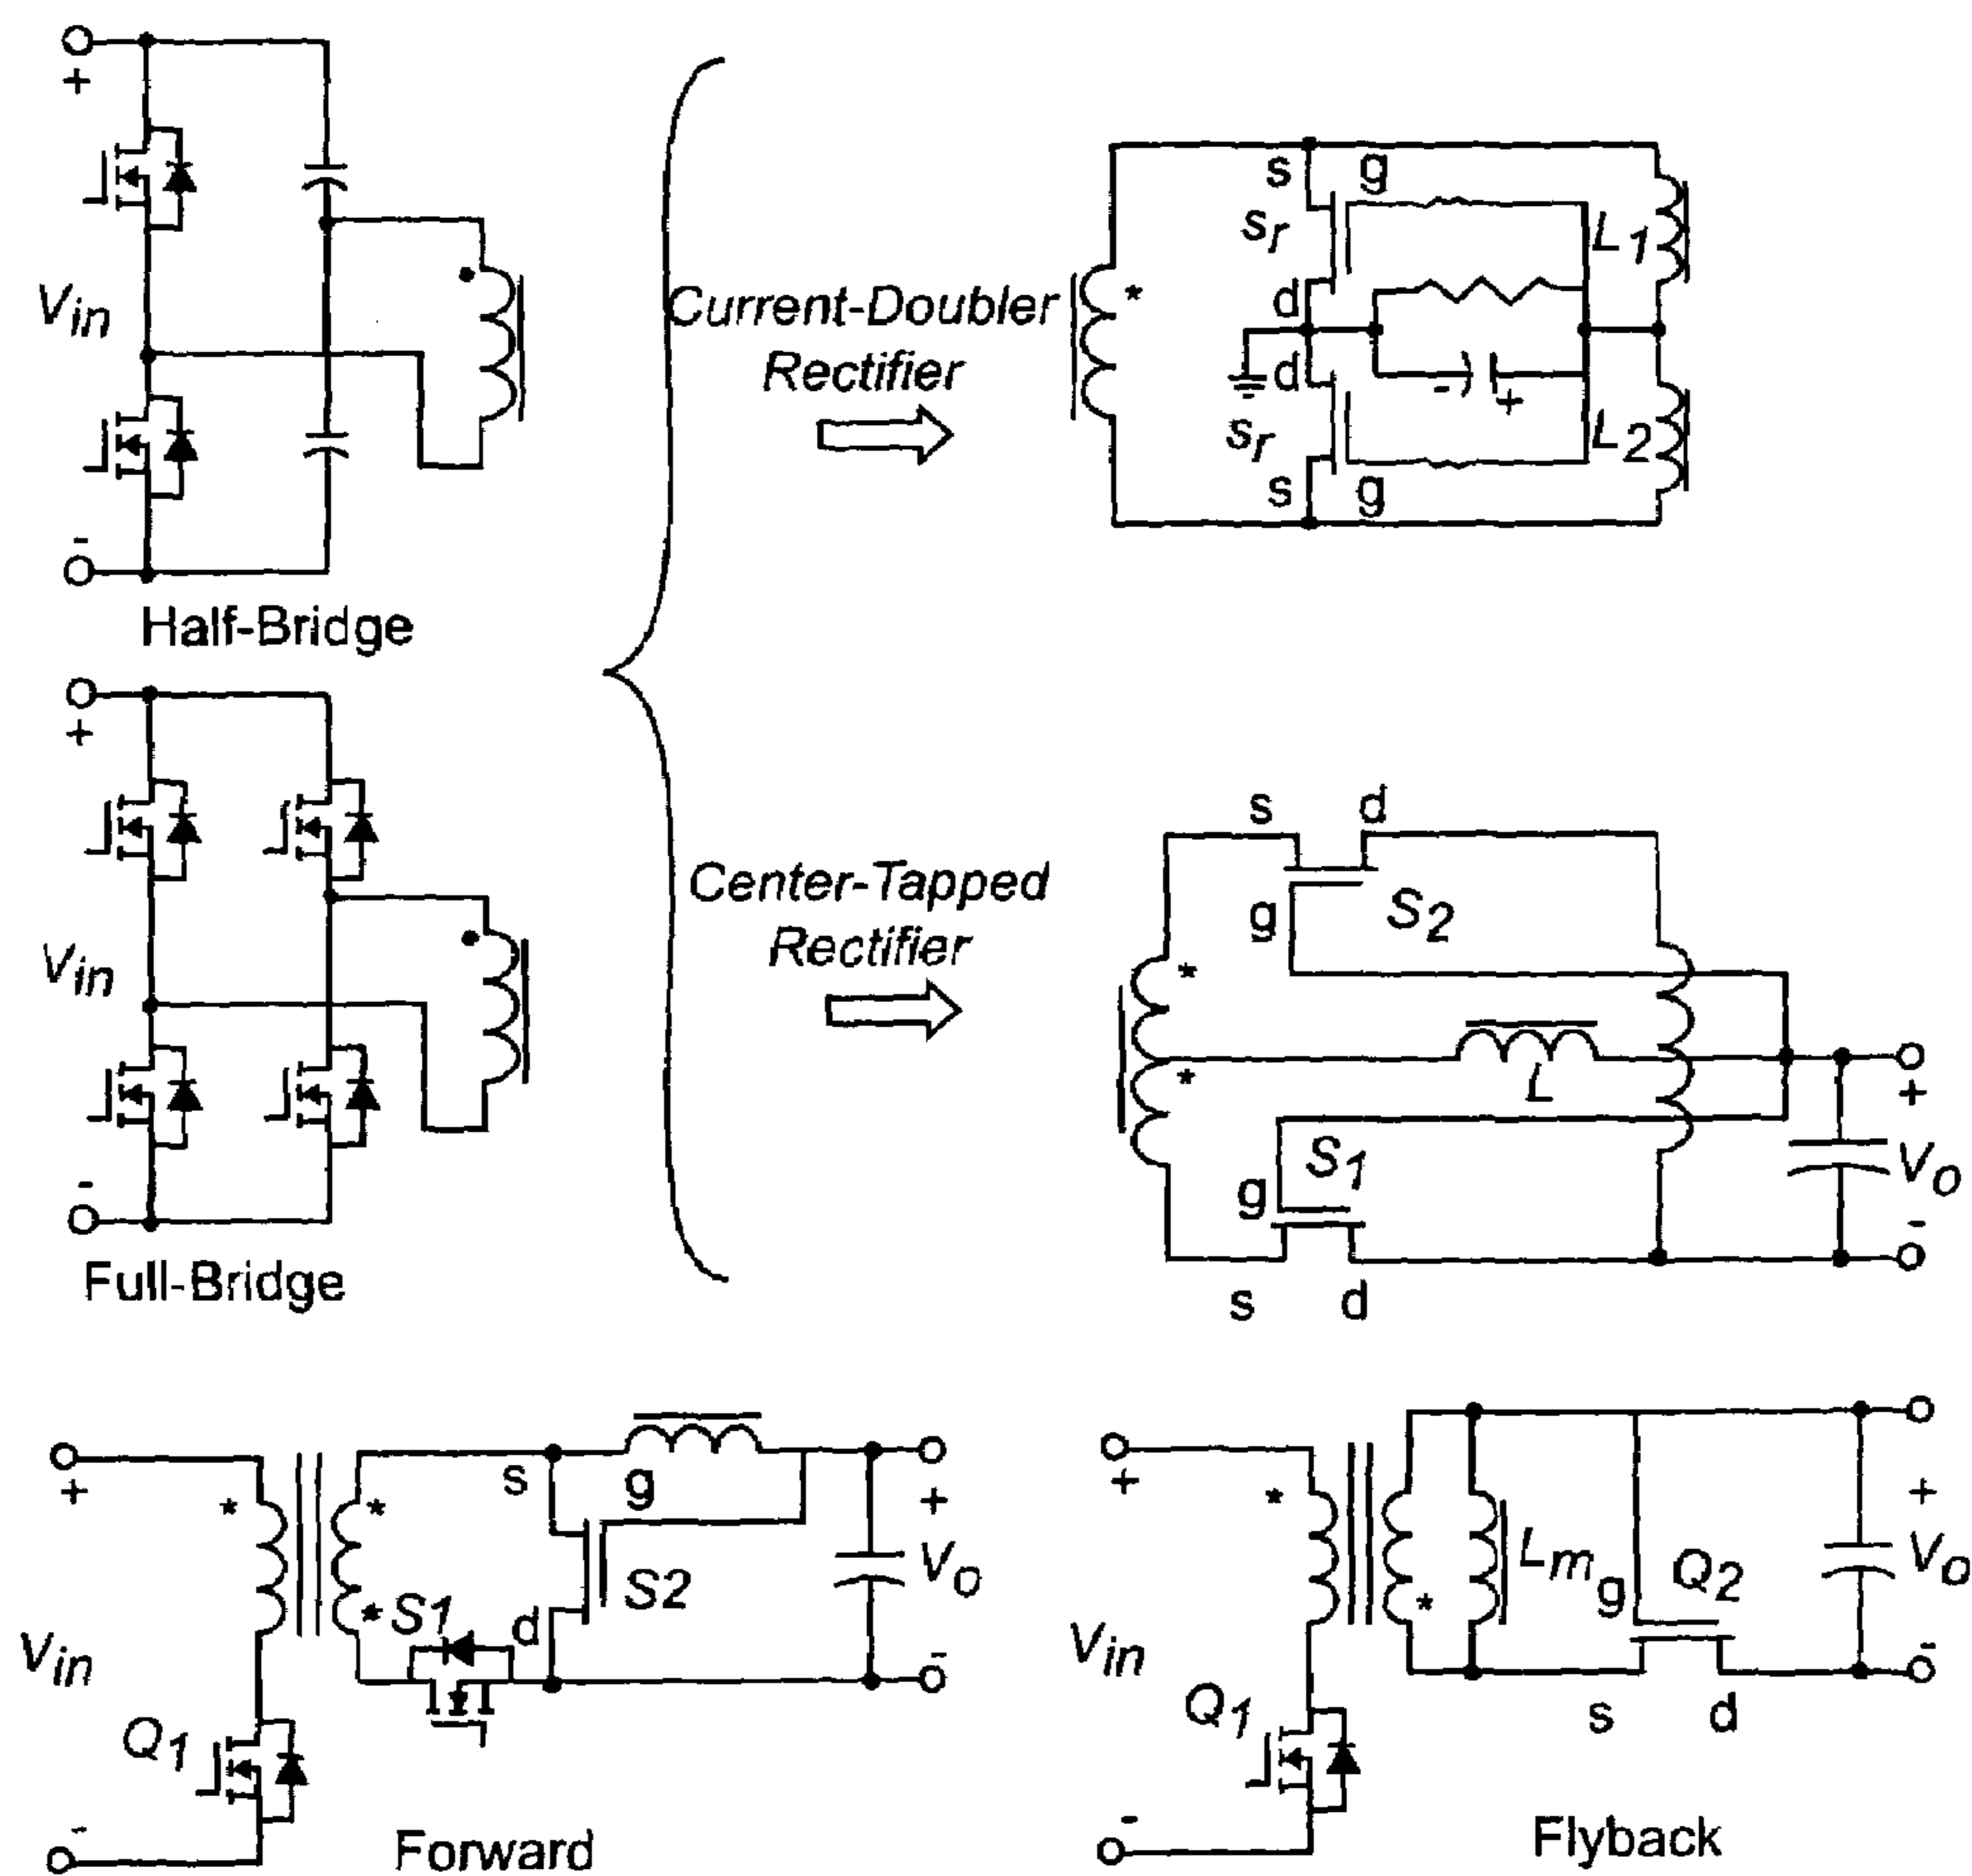 +
Vin
-
Half-Bridge
Current-Doubler
Rectifier
s
g
sr
d
L1
*
d
- +
sr
L2
s
g
+
Vin
-
Full-Bridge
Center-Tapped
Rectifier
s
d
g
S2
*
*
L
+
S1
g
Vo
-
s
d
+
*
*
s
g
+
Vo
S2
*
S1
d
-
Vin
Q1
-
Forward
+
*
Lm
g
Q2
+
Vo
*
-
Vin
s
d
Q1
-
Flyback